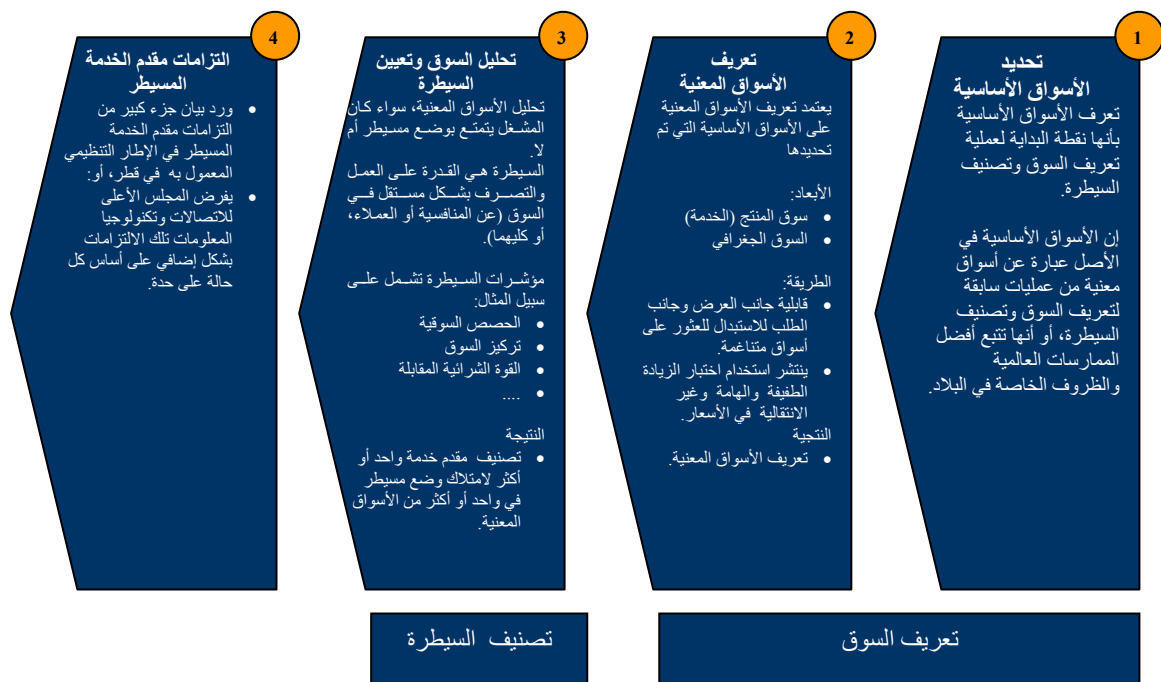 1
تحديد
الأسواق الأساسية
تعرف الأسواق الأساسية
بأنها نقطة البداية لعملية
تعريف السوق وتصنيف
السيطرة.
إن الأسواق الأساسية في
الأصل عبارة عن أسواق
معنية من عمليات سابقة
لتعريف السوق وتصنيف
السيطرة، أو أنها تتبع أفضل
الممارسات العالمية
والظروف الخاصة في البلاد.
2
تعريف
الأسواق المعنية
يعتمد تعريف الأسواق المعنية
على الأسواق الأساسية التي تم
تحديدها
الأبعاد:
• سوق المنتج (الخدمة)
• السوق الجغرافي
الطريقة:
• قابلية جانب العرض وجانب
الطلب للاستبدال للعثور على
أسواق متناغمة.
• ينتشر استخدام اختبار الزيادة
الطفيفة والهامة وغير
الانتقالية في الأسعار.
النتجية
• تعريف الأسواق المعنية.
3
تحليل السوق وتعيين
السيطرة
تحليل الأسواق المعنية، سواء كان
المشغل يتمتع بوضع مسيطر أم
لا.
السيطرة هي القدرة على العمل
والتصرف بشكل مستقل في
السوق (عن المنافسية أو العملاء،
أو كليهما).
مؤشرات السيطرة تشمل على
سبيل المثال:
• الحصص السوقية
• تركيز السوق
• القوة الشرائية المقابلة
• ....
النتيجة
• تصنيف مقدم خدمة واحد أو
أكثر لامتلاك وضع مسيطر
في واحد أو أكثر من الأسواق
المعنية.
4
التزامات مقدم الخدمة
المسيطر
• ورد بيان جزء كبير من
التزامات مقدم الخدمة
المسيطر في الإطار التنظيمي
المعمول به في قطر، أو:
• يفرض المجلس الأعلى
للاتصالات وتكنولوجيا
المعلومات تلك الالتزامات
بشكل إضافي على أساس كل
حالة على حدة.
تعريف السوق
تصنيف السيطرة